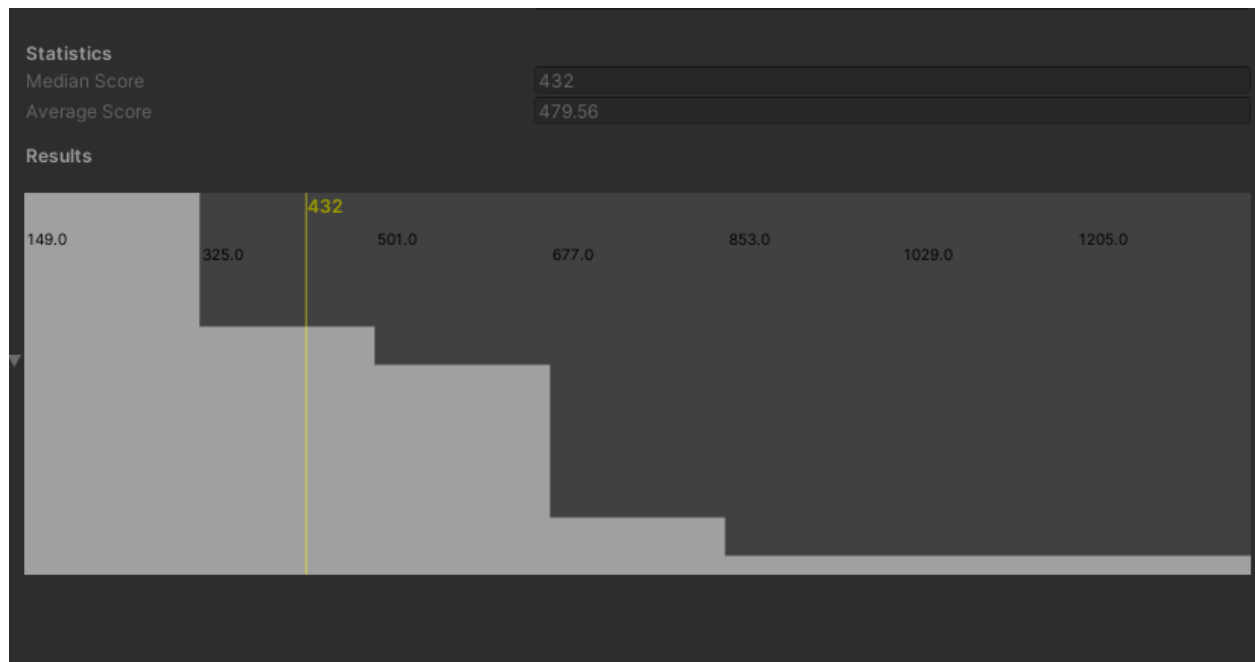 Statistics
Median Score 432
Average Score 479.56
Results
432
149.0 325.0 501.0 677.0 853.0 1029.0 1205.0